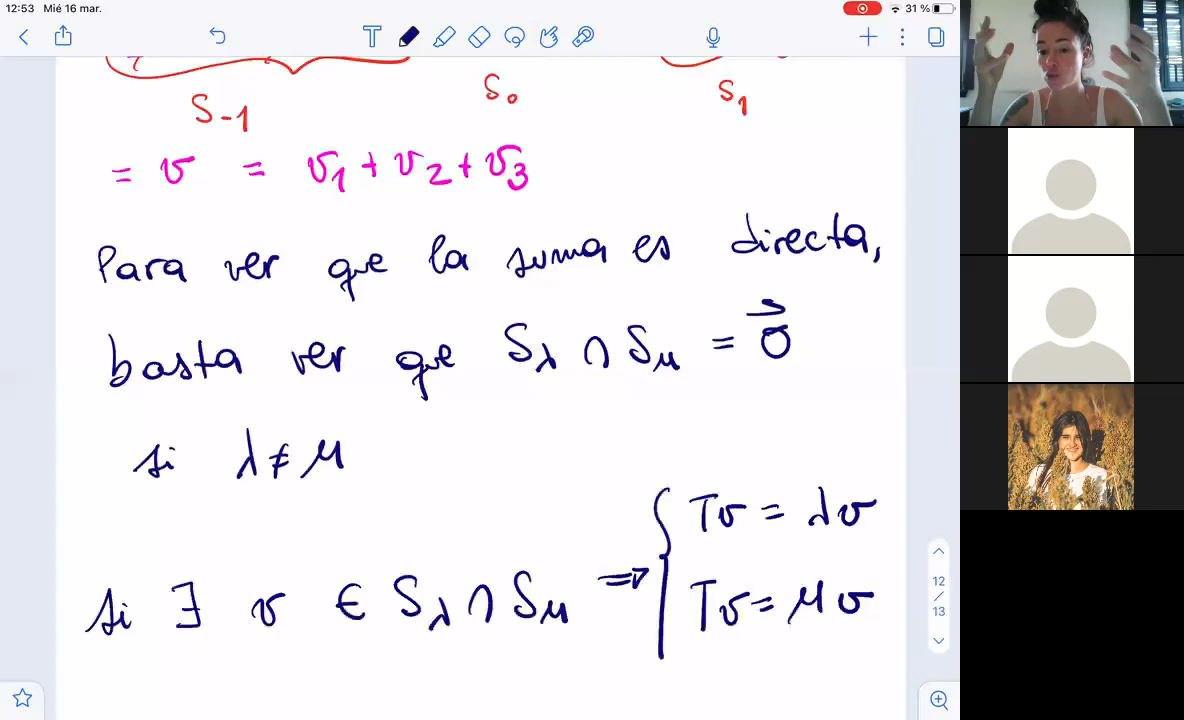 12:53 Mié 16 mar.
31 %
S-1
S0
S1
= v = v1 + v2 + v3
Para ver que la suma es directa,
basta ver que Sλ ∩ Sμ = 0⃗
si λ ≠ μ
Si ∃ v ∈ Sλ ∩ Sμ ⇒ { Tv = λv
Tv = μv
12
/
13